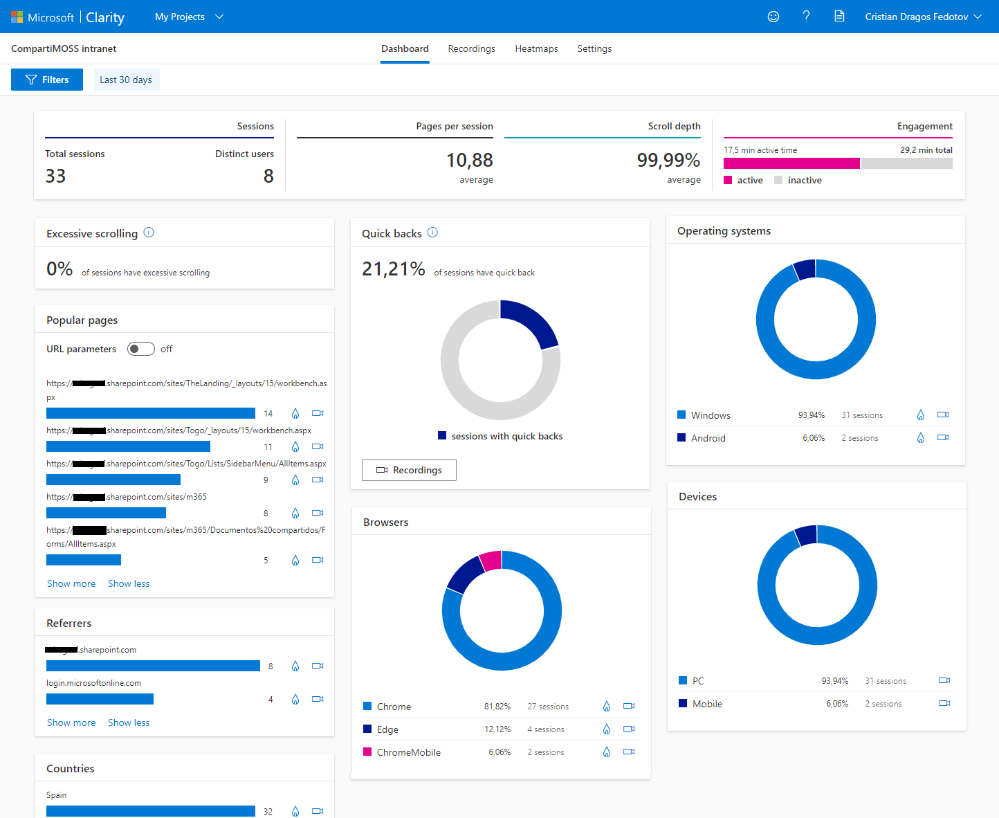 Microsoft | Clarity My Projects Cristian Dragos Fedotov
CompartiMOSS intranet Dashboard Recordings Heatmaps Settings
Filters Last 30 days
Sessions
Total sessions Distinct users
33 8
Pages per session
10,88
average
Scroll depth
99,99%
average
Engagement
17,5 min active time 29,2 min total
active inactive
Excessive scrolling
0% of sessions have excessive scrolling
Popular pages
URL parameters off
https:// .sharepoint.com/sites/TheLanding/_layouts/15/workbench.as
px
14
https:// .sharepoint.com/sites/Togo/_layouts/15/workbench.aspx
11
https:// .sharepoint.com/sites/Togo/Lists/SidebarMenu/AllItems.aspx
9
https:// .sharepoint.com/sites/m365
8
https:// .sharepoint.com/sites/m365/Documentos%20compartidos/F
orms/AllItems.aspx
5
Show more Show less
Referrers
.sharepoint.com
8
login.microsoftonline.com
4
Show more Show less
Countries
Spain
32
Quick backs
21,21% of sessions have quick back
sessions with quick backs
Recordings
Browsers
Chrome 81,82% 27 sessions
Edge 12,12% 4 sessions
ChromeMobile 6,06% 2 sessions
Operating systems
Windows 93,94% 31 sessions
Android 6,06% 2 sessions
Devices
PC 93,94% 31 sessions
Mobile 6,06% 2 sessions